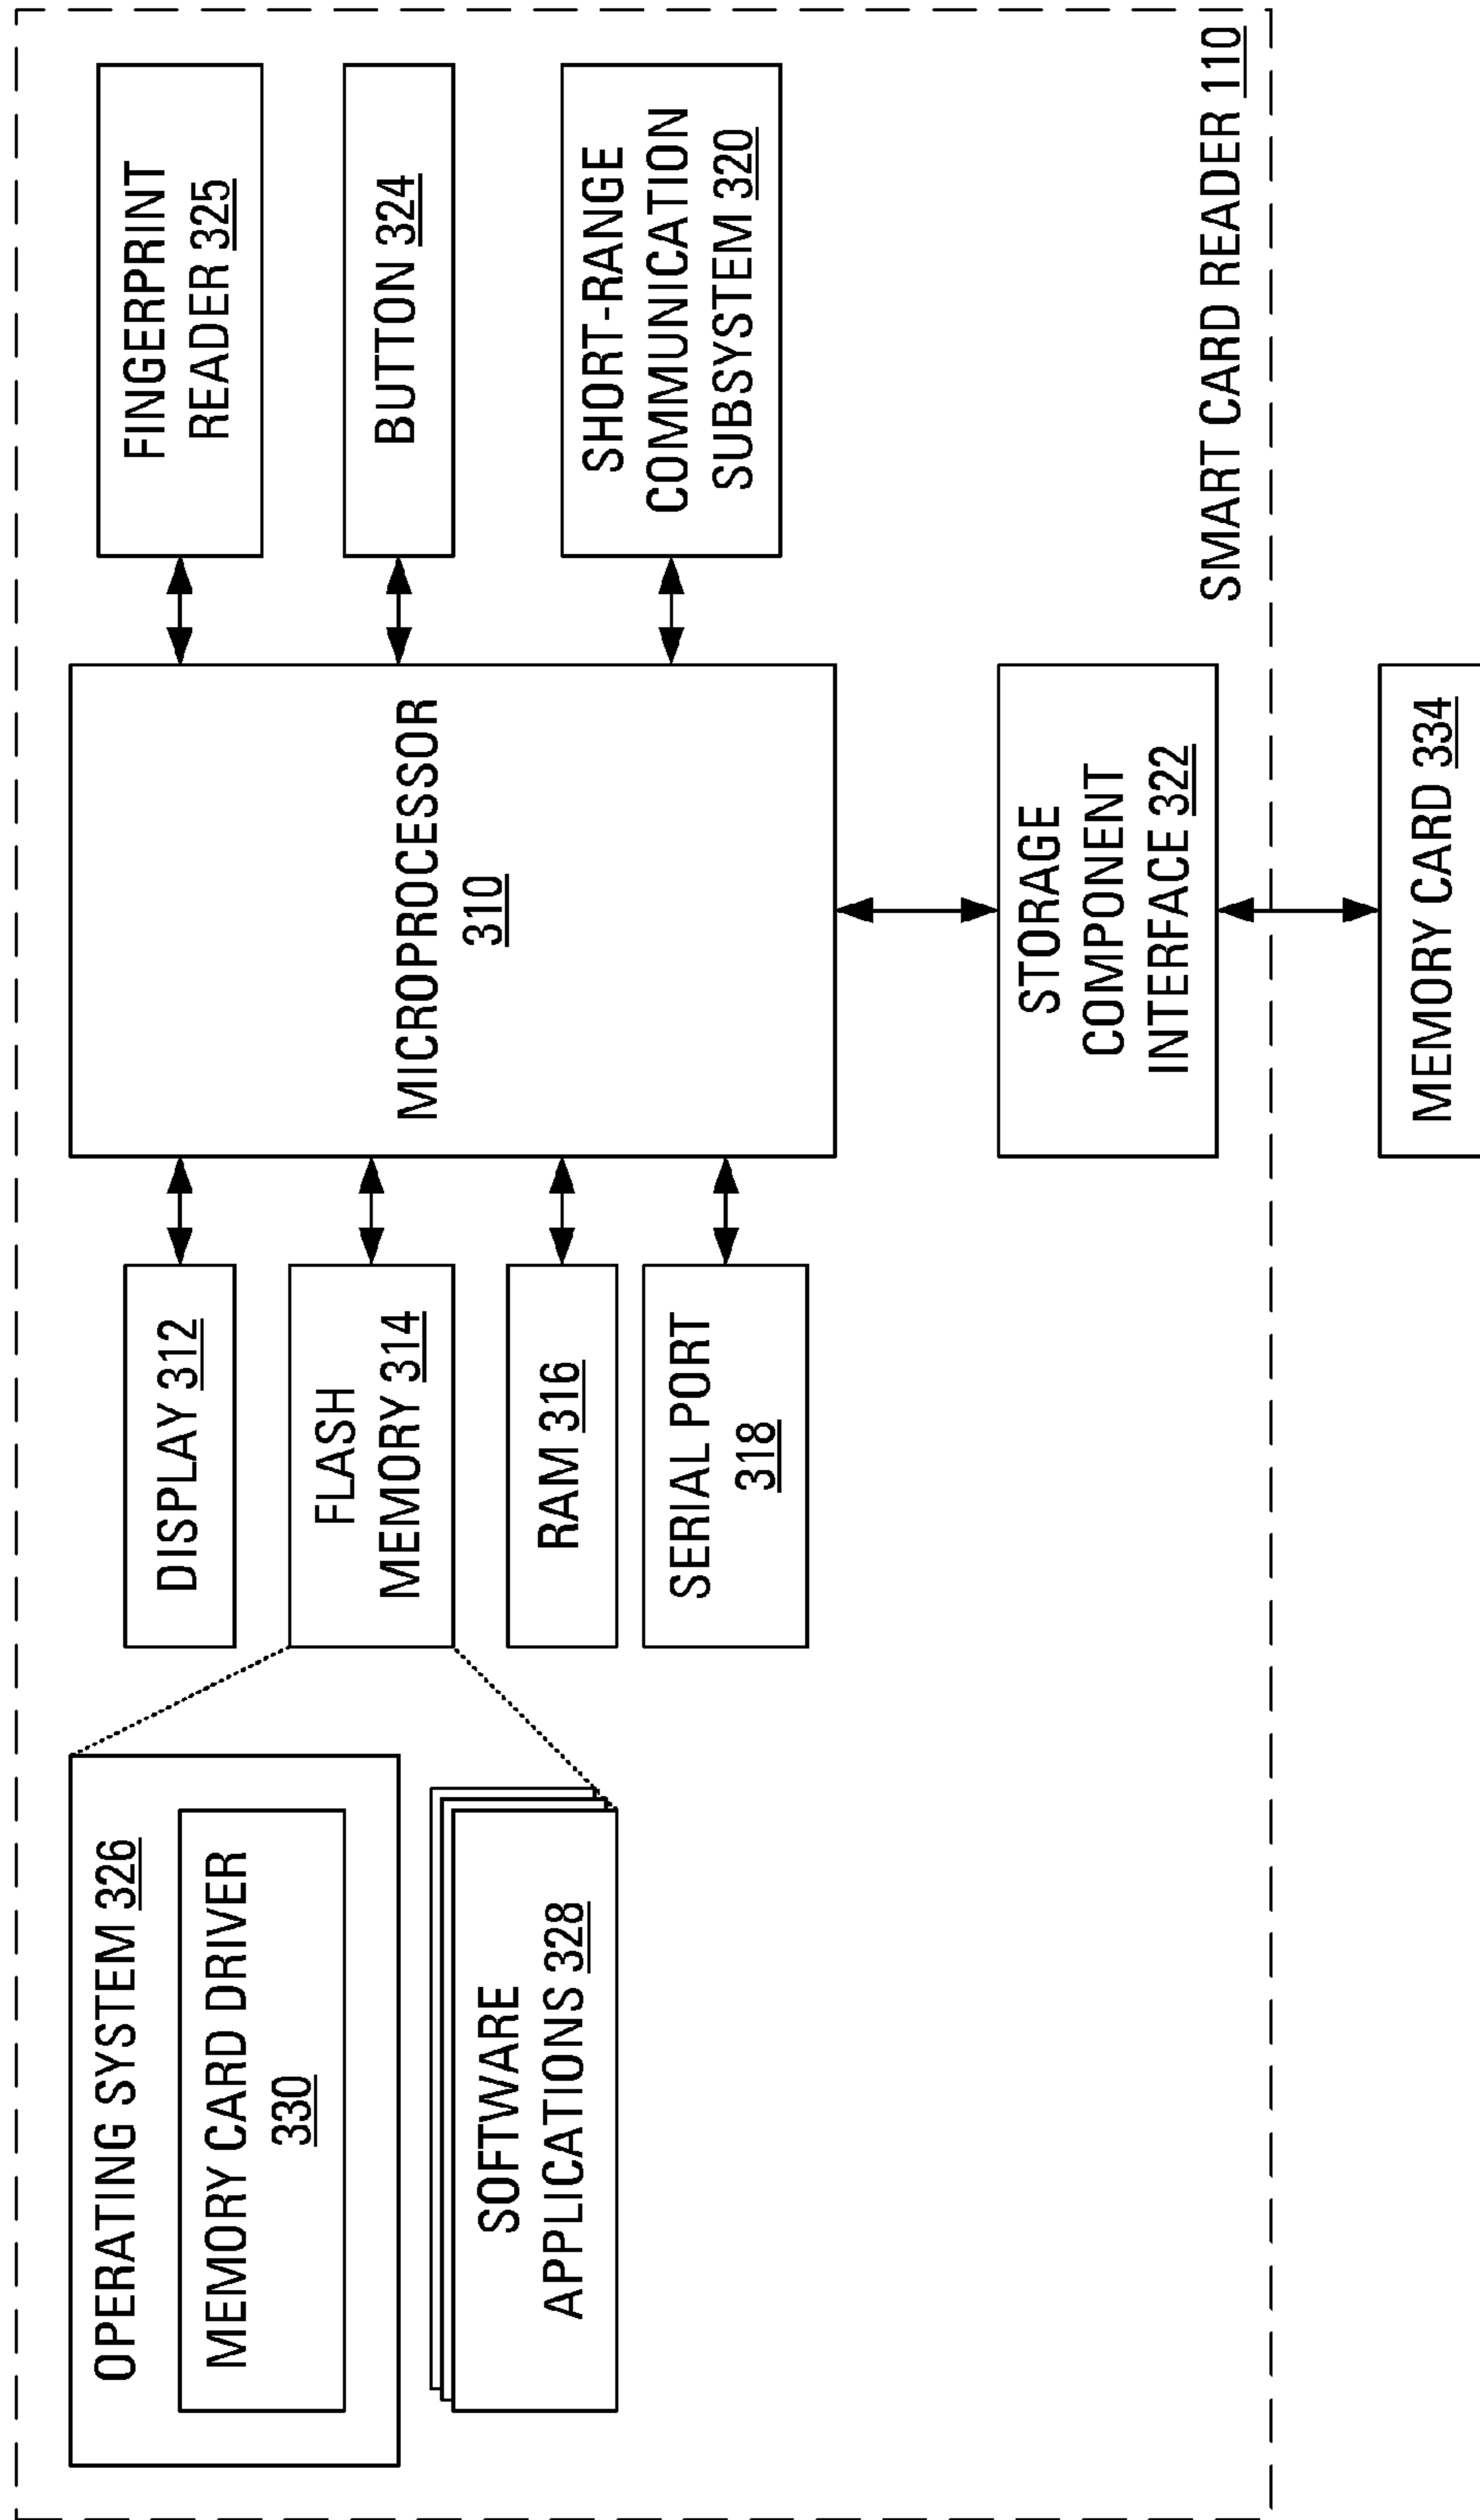 OPERATING SYSTEM 326
MEMORY CARD DRIVER
330
SOFTWARE
APPLICATIONS 328
DISPLAY 312
FLASH
MEMORY 314
RAM 316
SERIAL PORT
318
MICROPROCESSOR
310
FINGERPRINT
READER 325
BUTTON 324
SHORT-RANGE
COMMUNICATION
SUBSYSTEM 320
STORAGE
COMPONENT
INTERFACE 322
SMART CARD READER 110
MEMORY CARD 334